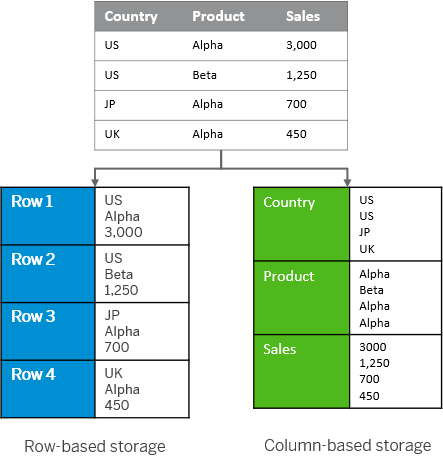 Country Product Sales
US Alpha 3,000
US Beta 1,250
JP Alpha 700
UK Alpha 450
Row 1
US
Alpha
3,000
Row 2
US
Beta
1,250
Row 3
JP
Alpha
700
Row 4
UK
Alpha
450
Row-based storage
Country
US
US
JP
UK
Product
Alpha
Beta
Alpha
Alpha
Sales
3000
1,250
700
450
Column-based storage